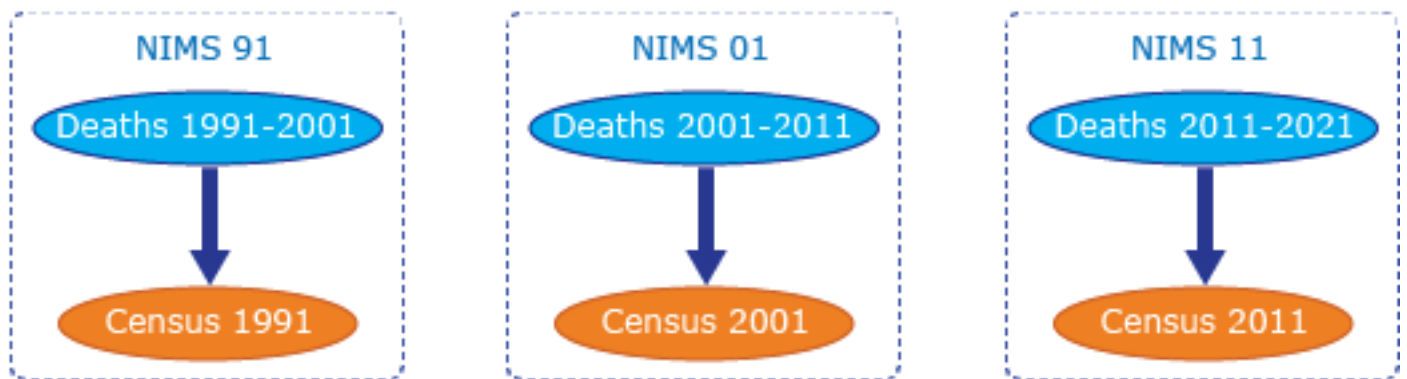 NIMS 91
Deaths 1991-2001
Census 1991
NIMS 01
Deaths 2001-2011
Census 2001
NIMS 11
Deaths 2011-2021
Census 2011